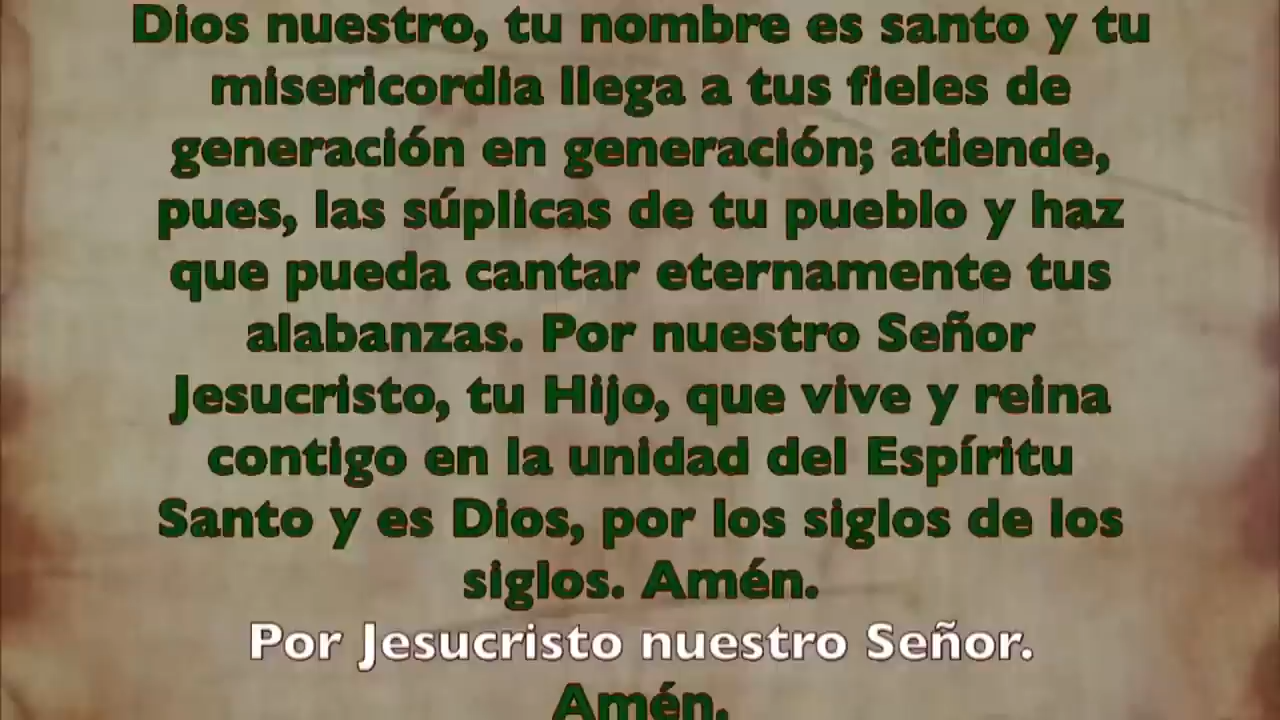 Dios nuestro, tu nombre es santo y tu
misericordia llega a tus fieles de
generación en generación; atiende,
pues, las súplicas de tu pueblo y haz
que pueda cantar eternamente tus
alabanzas. Por nuestro Señor
Jesucristo, tu Hijo, que vive y reina
contigo en la unidad del Espíritu
Santo y es Dios, por los siglos de los
siglos. Amén.
Por Jesucristo nuestro Señor.
Amén.